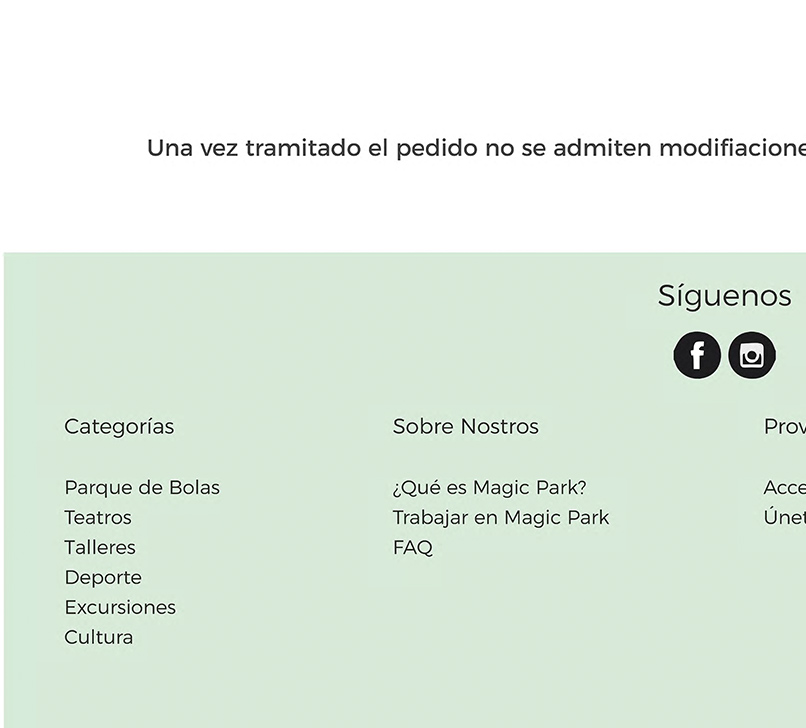 Una vez tramitado el pedido no se admiten modifiacione
Síguenos
Categorías
Parque de Bolas
Teatros
Talleres
Deporte
Excursiones
Cultura
Sobre Nostros
¿Qué es Magic Park?
Trabajar en Magic Park
FAQ
Prov
Acce
Únet